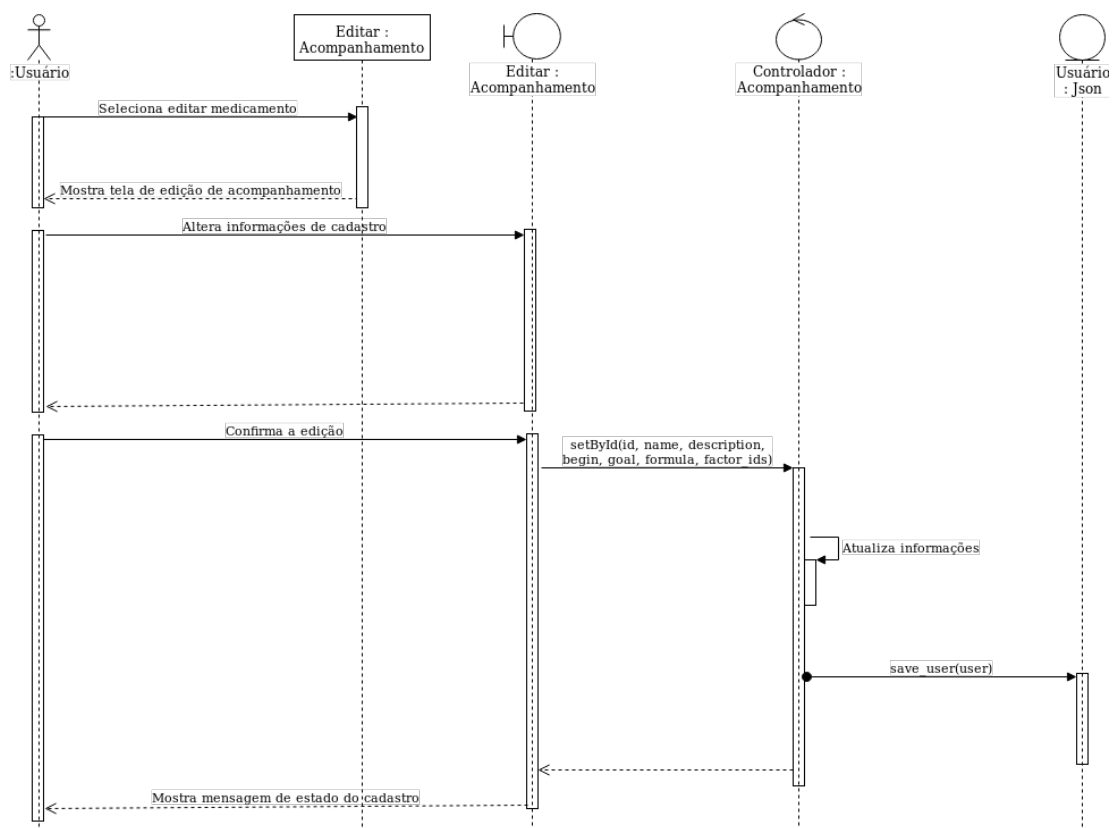 :Usuário
Editar :
Acompanhamento
Editar :
Acompanhamento
Controlador :
Acompanhamento
Usuário
: Json
Seleciona editar medicamento
Mostra tela de edição de acompanhamento
Altera informações de cadastro
Confirma a edição
setById(id, name, description,
begin, goal, formula, factor_ids)
Atualiza informações
save_user(user)
Mostra mensagem de estado do cadastro